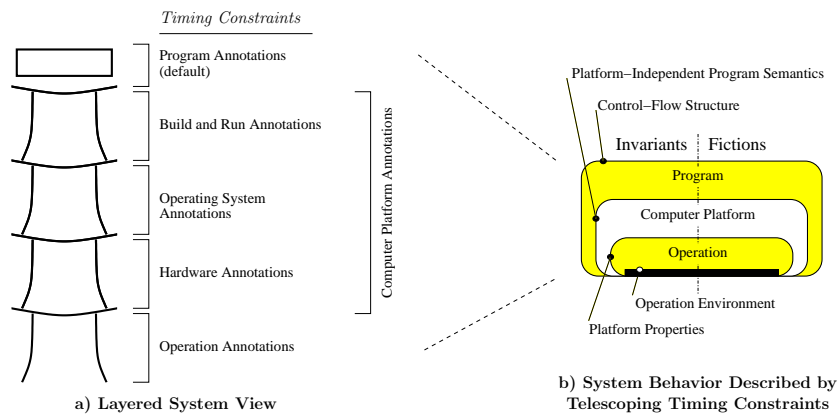 Timing Constraints
Program Annotations
(default)
Build and Run Annotations
Operating System
Annotations
Hardware Annotations
Operation Annotations
Computer Platform Annotations
a) Layered System View
Platform−Independent Program Semantics
Control−Flow Structure
Invariants
Fictions
Program
Computer Platform
Operation
Operation Environment
Platform Properties
b) System Behavior Described by
Telescoping Timing Constraints